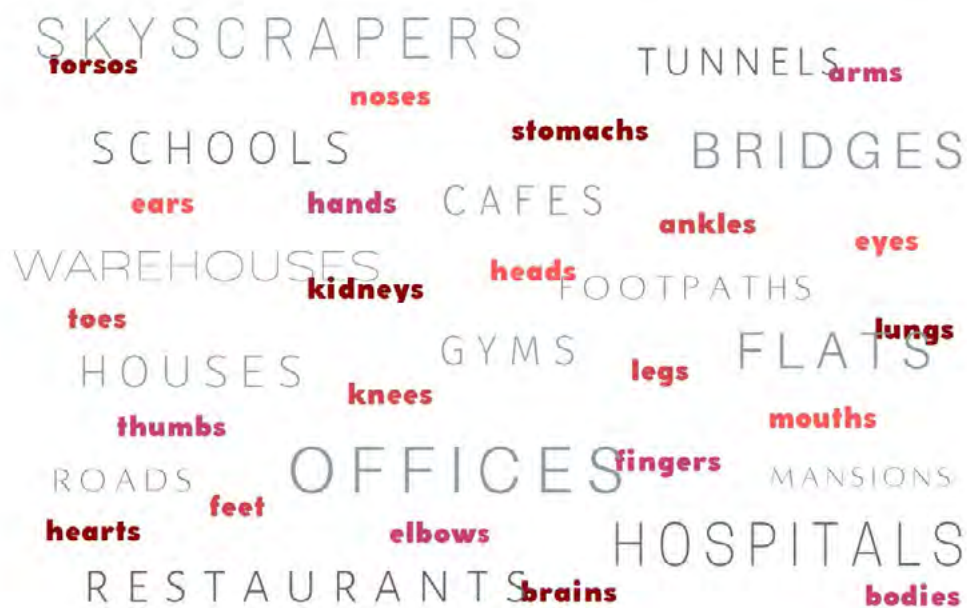 SKYSCRAPERS
torsos
TUNNELS
arms
noses
stomachs
SCHOOLS
BRIDGES
ears
hands
CAFES
ankles
eyes
WAREHOUSES
kidneys
heads
FOOTPATHS
toes
lungs
HOUSES
GYMS
FLATS
legs
knees
thumbs
mouths
ROADS
OFFICES
fingers
MANSIONS
feet
hearts
elbows
HOSPITALS
RESTAURANTS
brains
bodies